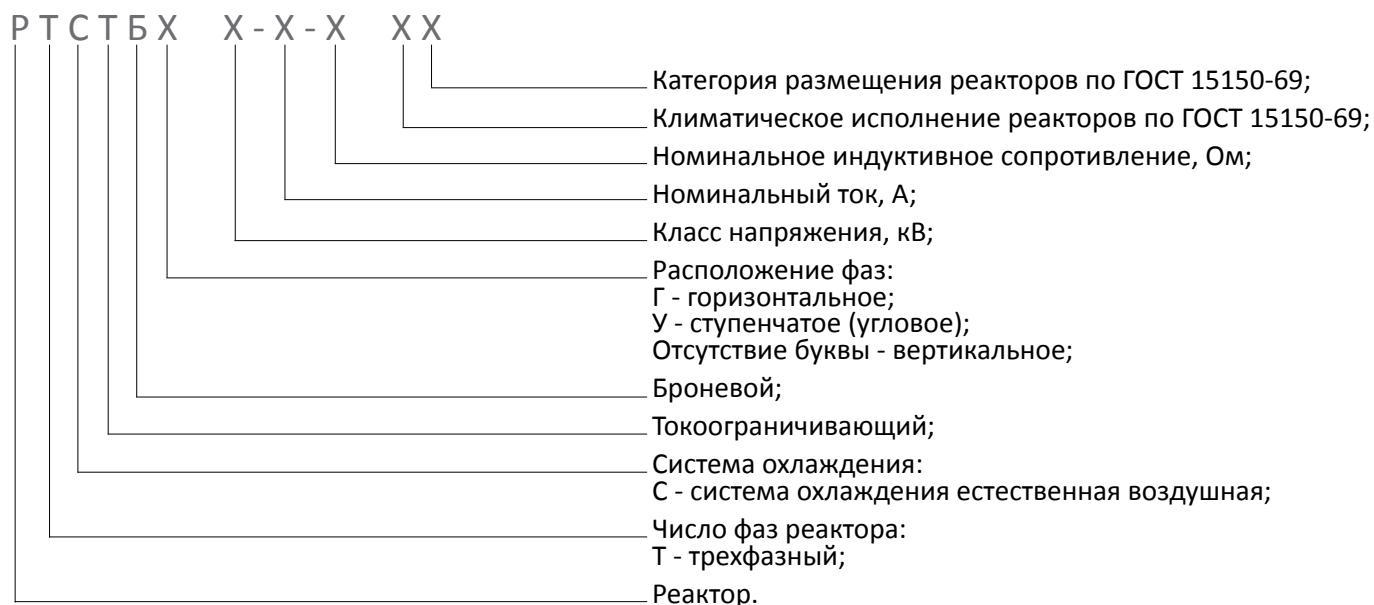 РТСТБХ Х-Х-Х ХХ
Категория размещения реакторов по ГОСТ 15150-69;
Климатическое исполнение реакторов по ГОСТ 15150-69;
Номинальное индуктивное сопротивление, Ом;
Номинальный ток, А;
Класс напряжения, кВ;
Расположение фаз:
Г - горизонтальное;
У - ступенчатое (угловое);
Отсутствие буквы - вертикальное;
Броневой;
Токоограничивающий;
Система охлаждения:
С - система охлаждения естественная воздушная;
Число фаз реактора:
Т - трехфазный;
Реактор.